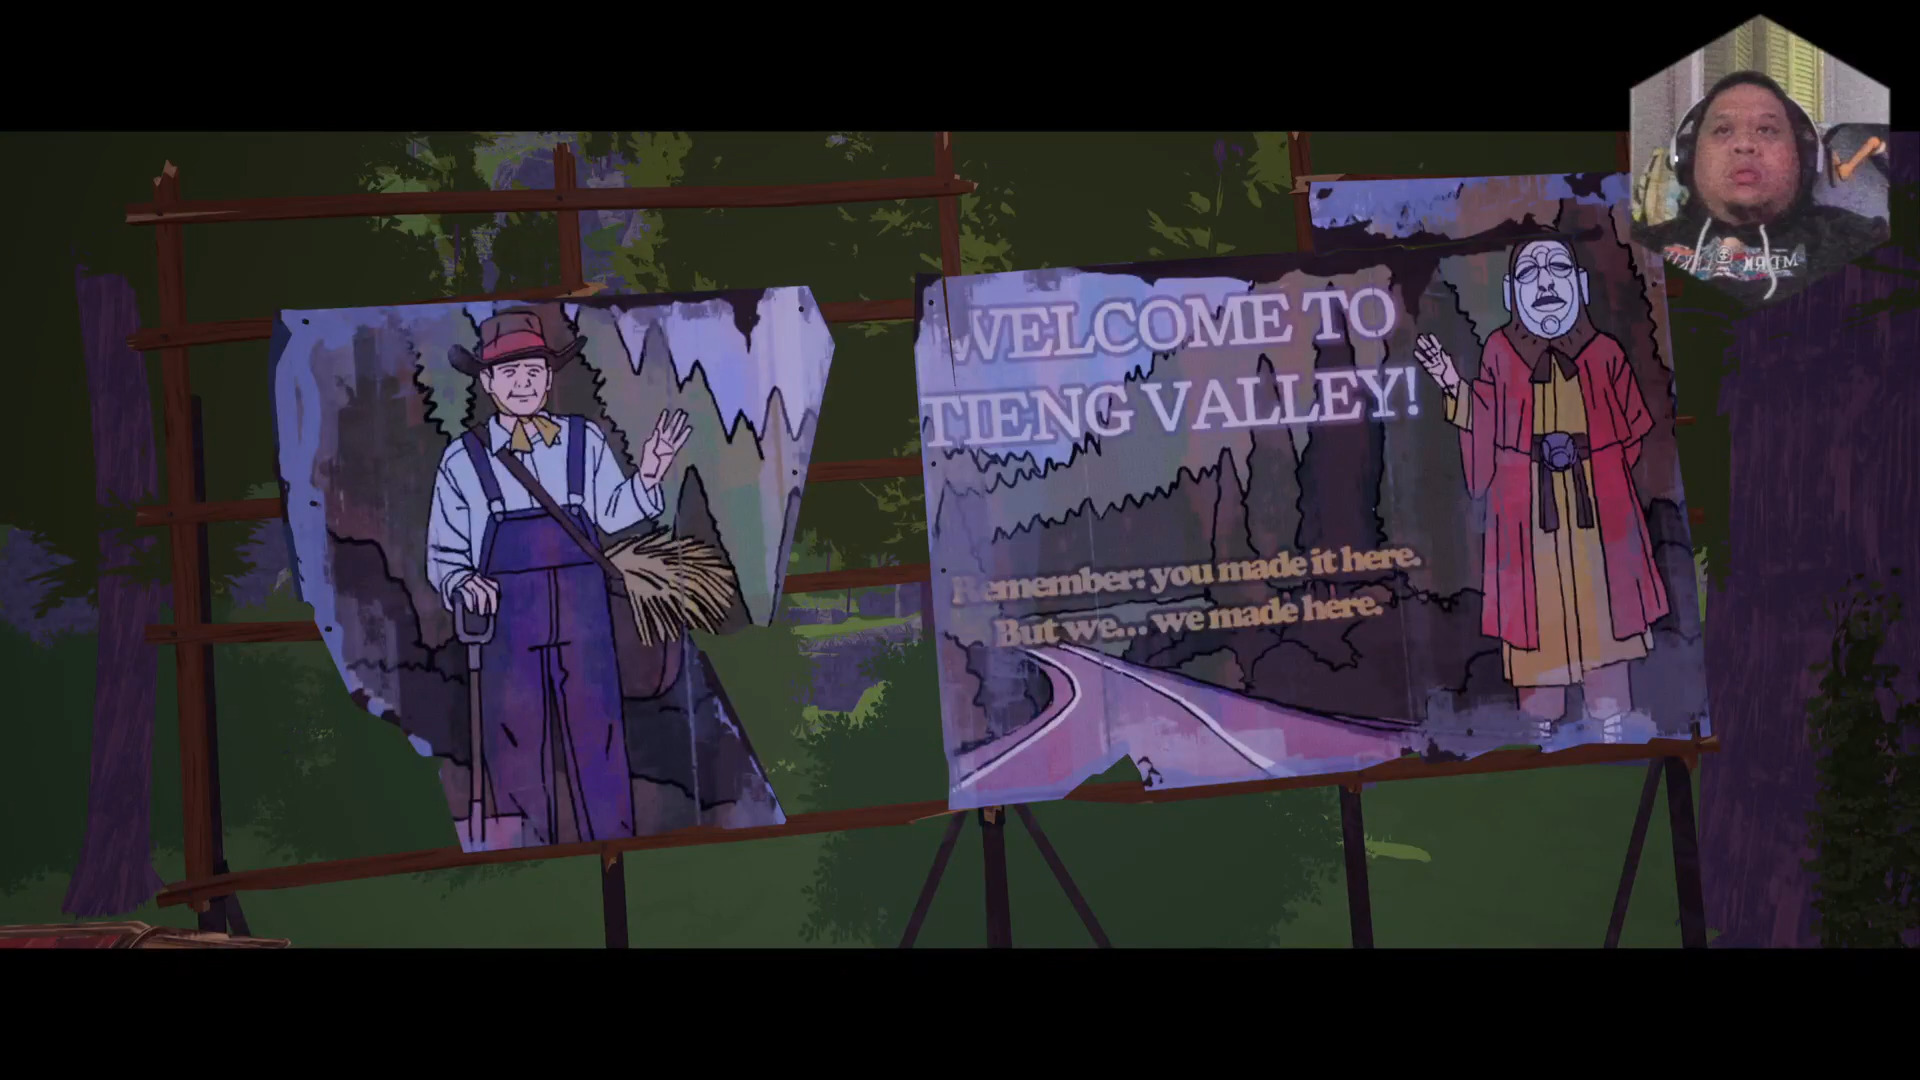 WELCOME TO
TIENG VALLEY!
Remember: you made it here.
But we... we made here.